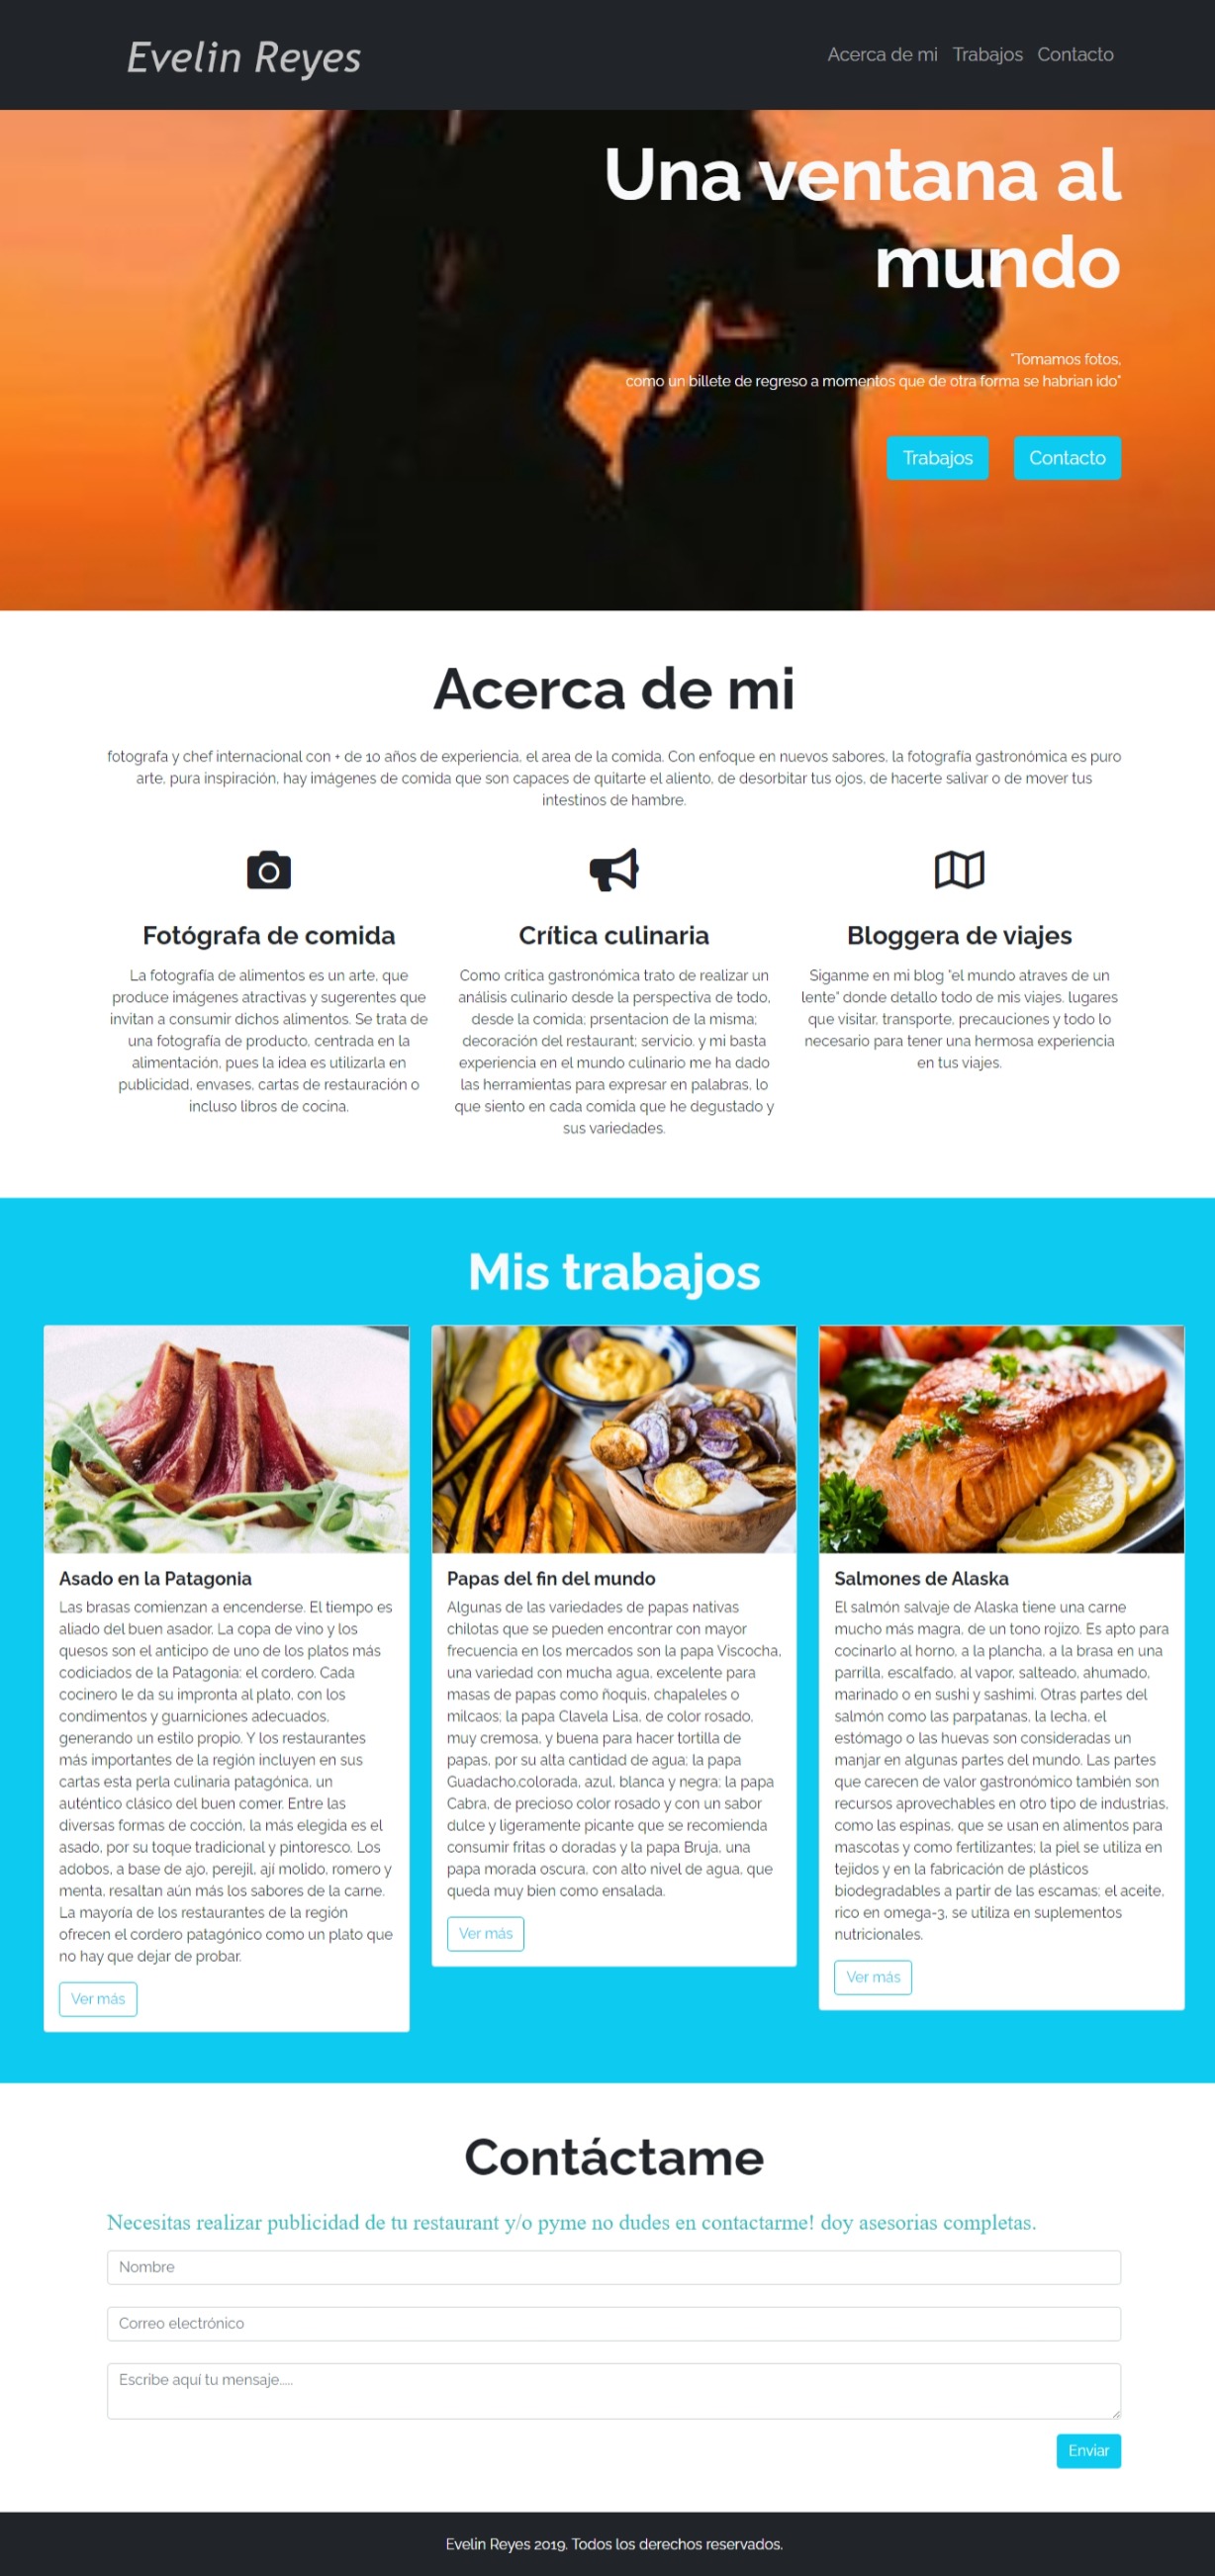 Evelin Reyes
Acerca de mi Trabajos Contacto
Una ventana al
mundo
"Tomamos fotos,
como un billete de regreso a momentos que de otra forma se habrian ido"
Trabajos Contacto
Acerca de mi
fotografa y chef internacional con + de 10 años de experiencia, el area de la comida. Con enfoque en nuevos sabores, la fotografía gastronómica es puro
arte, pura inspiración, hay imágenes de comida que son capaces de quitarte el aliento, de desorbitar tus ojos, de hacerte salivar o de mover tus
intestinos de hambre.
Fotógrafa de comida
La fotografía de alimentos es un arte, que
produce imágenes atractivas y sugerentes que
invitan a consumir dichos alimentos. Se trata de
una fotografía de producto, centrada en la
alimentación, pues la idea es utilizarla en
publicidad, envases, cartas de restauración o
incluso libros de cocina.
Crítica culinaria
Como crítica gastronómica trato de realizar un
análisis culinario desde la perspectiva de todo,
desde la comida; prsentacion de la misma;
decoración del restaurant; servicio. y mi basta
experiencia en el mundo culinario me ha dado
las herramientas para expresar en palabras, lo
que siento en cada comida que he degustado y
sus variedades.
Bloggera de viajes
Siganme en mi blog "el mundo atraves de un
lente" donde detallo todo de mis viajes. lugares
que visitar, transporte, precauciones y todo lo
necesario para tener una hermosa experiencia
en tus viajes.
Mis trabajos
Asado en la Patagonia
Las brasas comienzan a encenderse. El tiempo es
aliado del buen asador. La copa de vino y los
quesos son el anticipo de uno de los platos más
codiciados de la Patagonia: el cordero. Cada
cocinero le da su impronta al plato, con los
condimentos y guarniciones adecuados,
generando un estilo propio. Y los restaurantes
más importantes de la región incluyen en sus
cartas esta perla culinaria patagónica, un
auténtico clásico del buen comer. Entre las
diversas formas de cocción, la más elegida es el
asado, por su toque tradicional y pintoresco. Los
adobos, a base de ajo, perejil, ají molido, romero y
menta, resaltan aún más los sabores de la carne.
La mayoría de los restaurantes de la región
ofrecen el cordero patagónico como un plato que
no hay que dejar de probar.
Ver más
Papas del fin del mundo
Algunas de las variedades de papas nativas
chilotas que se pueden encontrar con mayor
frecuencia en los mercados son la papa Viscocha,
una variedad con mucha agua, excelente para
masas de papas como ñoquis, chapaleles o
milcaos; la papa Clavela Lisa, de color rosado,
muy cremosa, y buena para hacer tortilla de
papas, por su alta cantidad de agua; la papa
Guadacho,colorada, azul, blanca y negra; la papa
Cabra, de precioso color rosado y con un sabor
dulce y ligeramente picante que se recomienda
consumir fritas o doradas y la papa Bruja, una
papa morada oscura, con alto nivel de agua, que
queda muy bien como ensalada.
Ver más
Salmones de Alaska
El salmón salvaje de Alaska tiene una carne
mucho más magra, de un tono rojizo. Es apto para
cocinarlo al horno, a la plancha, a la brasa en una
parrilla, escalfado, al vapor, salteado, ahumado,
marinado o en sushi y sashimi. Otras partes del
salmón como las parpatanas, la lecha, el
estómago o las huevas son consideradas un
manjar en algunas partes del mundo. Las partes
que carecen de valor gastronómico también son
recursos aprovechables en otro tipo de industrias,
como las espinas, que se usan en alimentos para
mascotas y como fertilizantes; la piel se utiliza en
tejidos y en la fabricación de plásticos
biodegradables a partir de las escamas; el aceite,
rico en omega-3, se utiliza en suplementos
nutricionales.
Ver más
Contáctame
Necesitas realizar publicidad de tu restaurant y/o pyme no dudes en contactarme! doy asesorias completas.
Nombre
Correo electrónico
Escribe aquí tu mensaje.....
Enviar
Evelin Reyes 2019. Todos los derechos reservados.